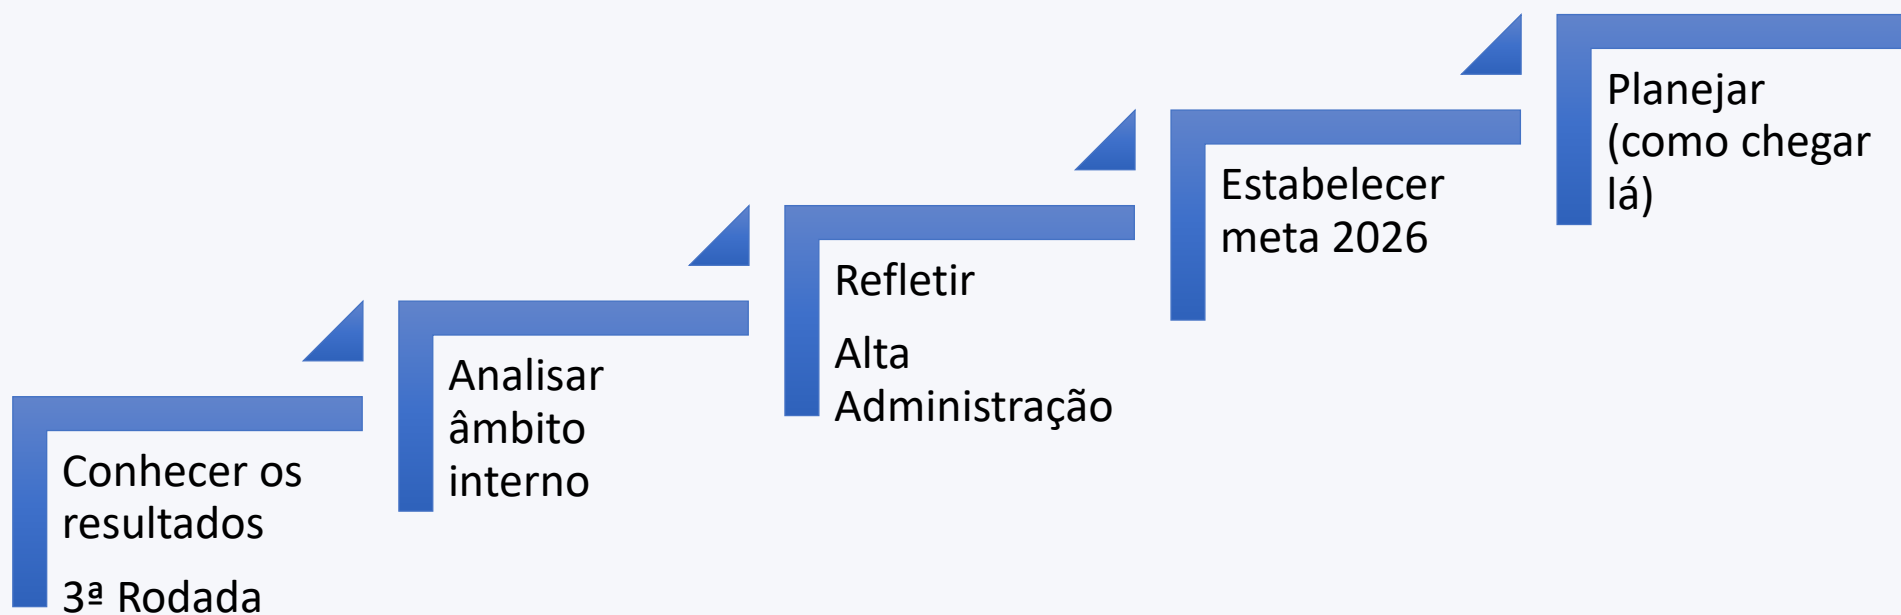 Conhecer os
resultados
3ª Rodada
Analisar
âmbito
interno
Refletir
Alta
Administração
Estabelecer
meta 2026
Planejar
(como chegar
lá)